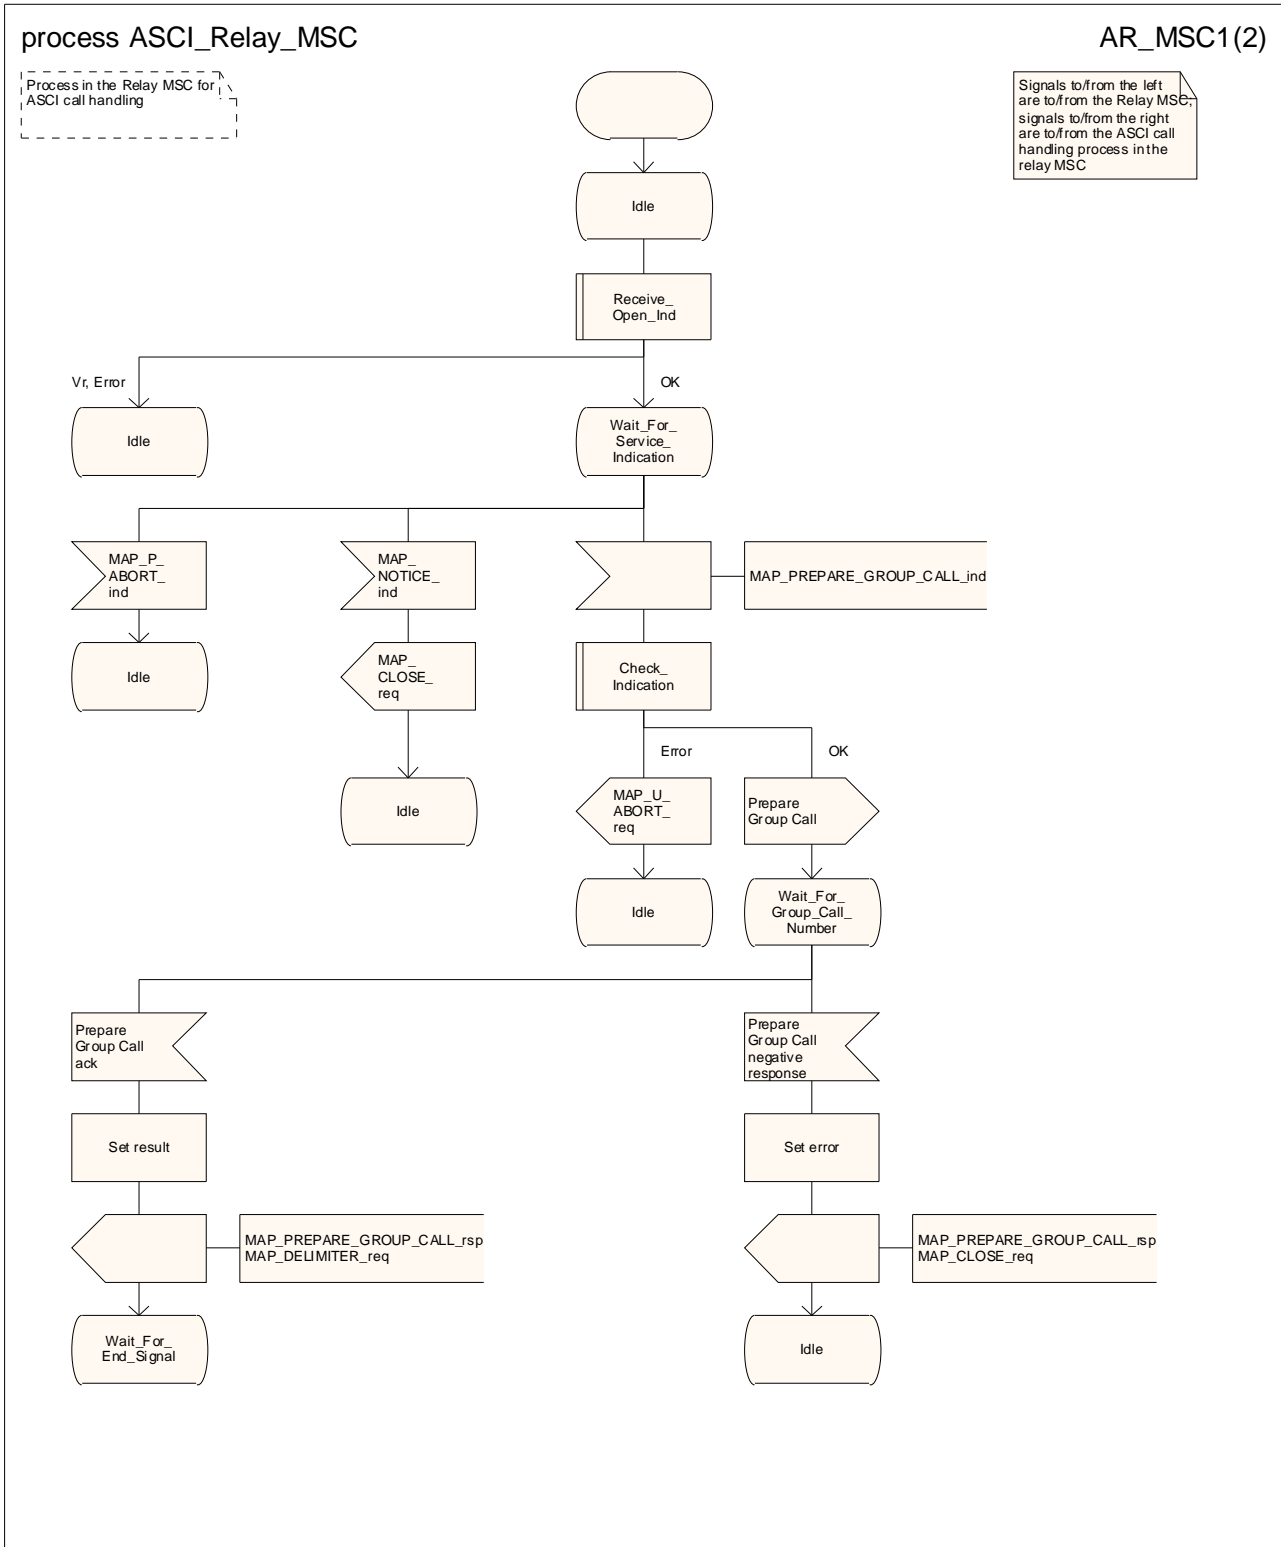 process ASCI_Relay_MSC
AR_MSC1(2)
Process in the Relay MSC for
ASCI call handling
Signals to/from the left
are to/from the Relay MSC;
signals to/from the right
are to/from the ASCI call
handling process in the
relay MSC
Idle
Receive_
Open_Ind
Vr, Error
OK
Idle
Wait_For_
Service_
Indication
MAP_P_
ABORT_
ind
MAP_
NOTICE_
ind
MAP_PREPARE_GROUP_CALL_ind
Idle
MAP_
CLOSE_
req
Check_
Indication
Error
OK
Idle
MAP_U_
ABORT_
req
Prepare
Group Call
Idle
Wait_For_
Group_Call_
Number
Prepare
Group Call
ack
Prepare
Group Call
negative
response
Set result
Set error
MAP_PREPARE_GROUP_CALL_rsp
MAP_DELIMITER_req
MAP_PREPARE_GROUP_CALL_rsp
MAP_CLOSE_req
Wait_For_
End_Signal
Idle